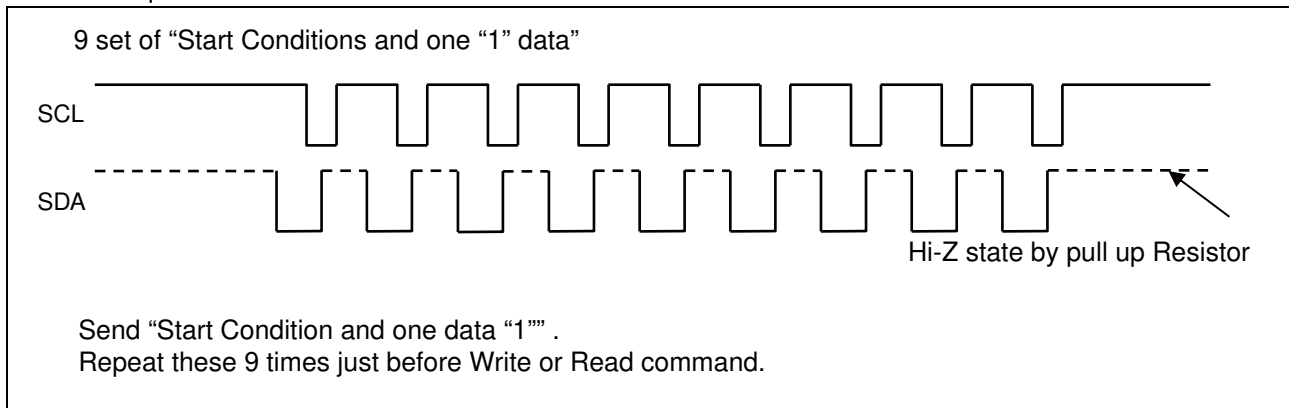 9 set of “Start Conditions and one “1” data”
SCL
SDA
Hi-Z state by pull up Resistor
Send “Start Condition and one data “1”” .
Repeat these 9 times just before Write or Read command.